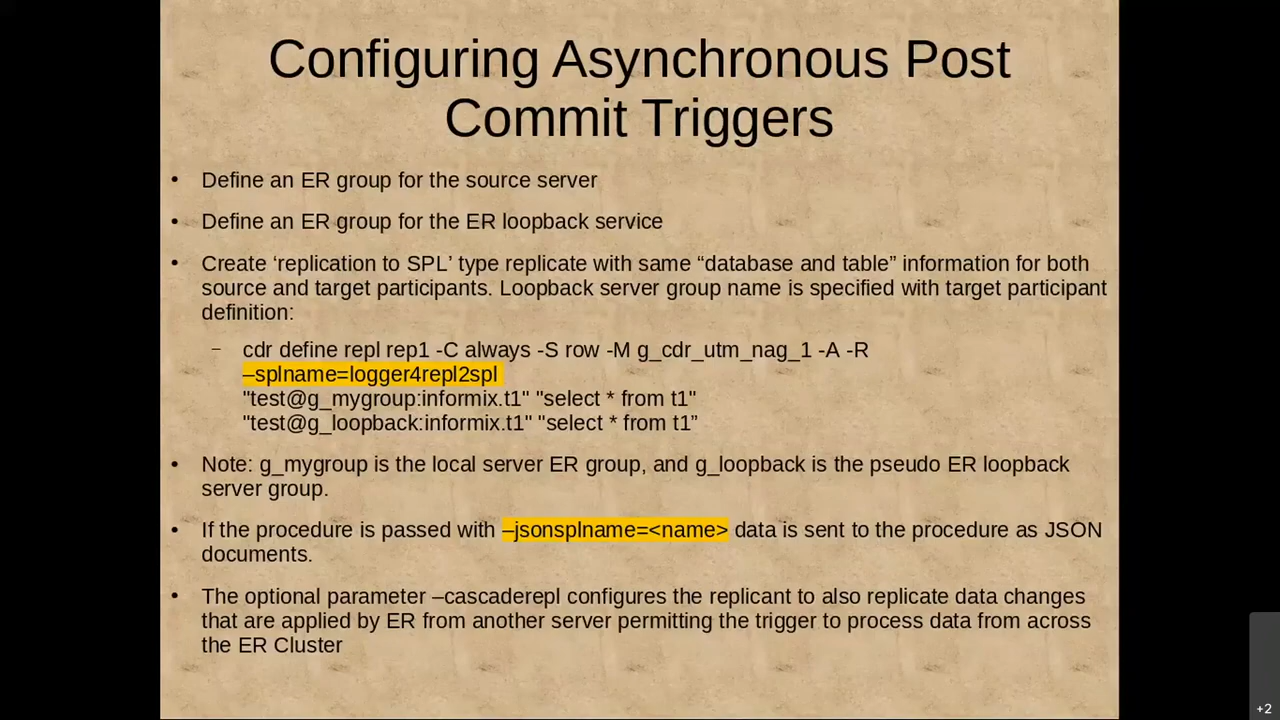 Configuring Asynchronous Post
Commit Triggers
• Define an ER group for the source server
• Define an ER group for the ER loopback service
• Create ‘replication to SPL’ type replicate with same “database and table” information for both
source and target participants. Loopback server group name is specified with target participant
definition:
– cdr define repl rep1 -C always -S row -M g_cdr_utm_nag_1 -A -R
–splname=logger4repl2spl
"test@g_mygroup:informix.t1" "select * from t1"
"test@g_loopback:informix.t1" "select * from t1”
• Note: g_mygroup is the local server ER group, and g_loopback is the pseudo ER loopback
server group.
• If the procedure is passed with –jsonsplname=<name> data is sent to the procedure as JSON
documents.
• The optional parameter –cascaderepl configures the replicant to also replicate data changes
that are applied by ER from another server permitting the trigger to process data from across
the ER Cluster
+2